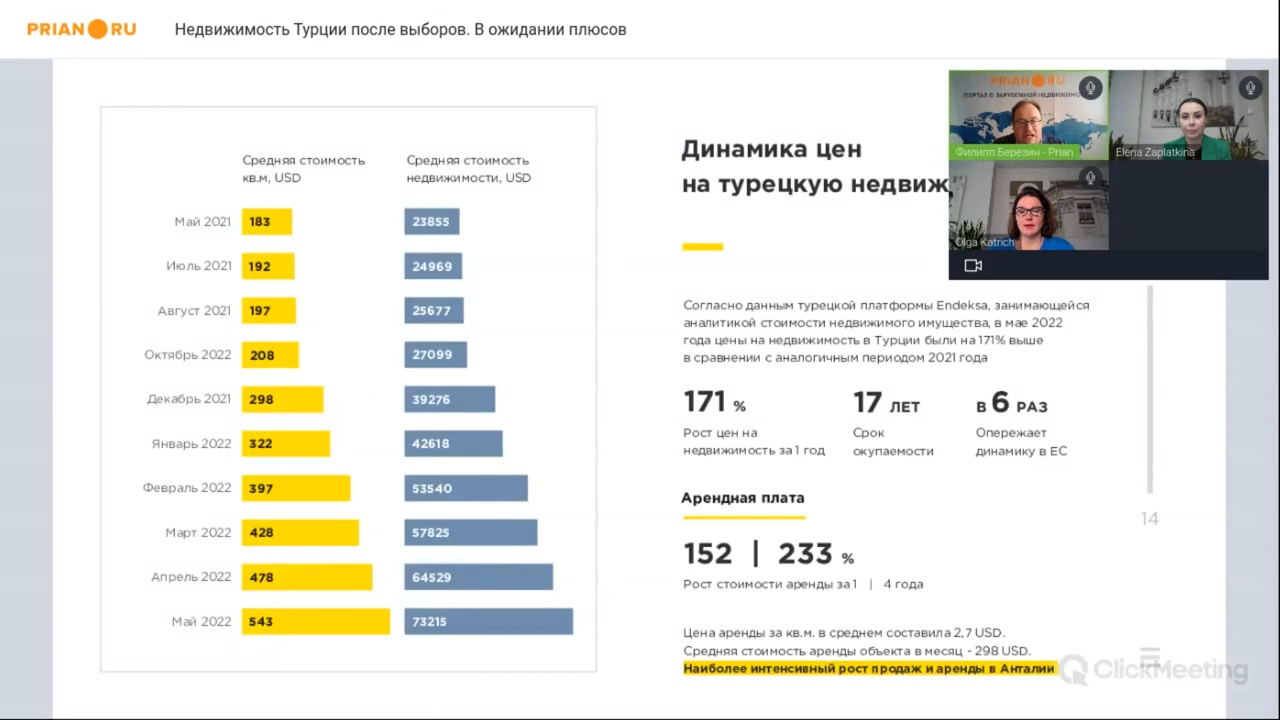 PRIAN RU
Недвижимость Турции после выборов. В ожидании плюсов
Средняя стоимость
кв.м, USD
Средняя стоимость
недвижимости, USD
Май 2021 183 23855
Июль 2021 192 24969
Август 2021 197 25677
Октябрь 2022 208 27099
Декабрь 2021 298 39276
Январь 2022 322 42618
Февраль 2022 397 53540
Март 2022 428 57825
Апрель 2022 478 64529
Май 2022 543 73215
Динамика цен
на турецкую недвиж
PRIAN RU
ПОРТАЛ О ЗАРУБЕЖНОЙ НЕДВИЖИМО
Филипп Березин - Prian
Elena Zaplatkina
Olga Katrich
Согласно данным турецкой платформы Endeksa, занимающейся
аналитикой стоимости недвижимого имущества, в мае 2022
года цены на недвижимость в Турции были на 171% выше
в сравнении с аналогичным периодом 2021 года
171 %
Рост цен на
недвижимость за 1 год
17 ЛЕТ
Срок
окупаемости
В 6 РАЗ
Опережает
динамику в ЕС
Арендная плата
14
152 | 233 %
Рост стоимости аренды за 1 | 4 года
Цена аренды за кв.м. в среднем составила 2,7 USD.
Средняя стоимость аренды объекта в месяц - 298 USD.
Наиболее интенсивный рост продаж и аренды в Анталии
ClickMeeting